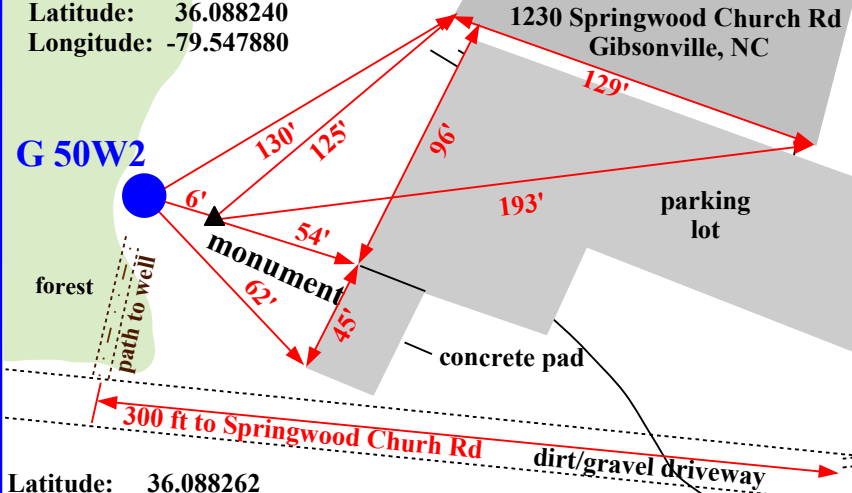 Latitude: 36.088240
Longitude: -79.547880
1230 Springwood Church Rd
Gibsonville, NC
129'
130'
125'
96'
G 50W2
6'
193'
parking
lot
54'
monument
forest
path to well
62'
45'
concrete pad
300 ft to Springwood Churh Rd
dirt/gravel driveway
Latitude: 36.088262